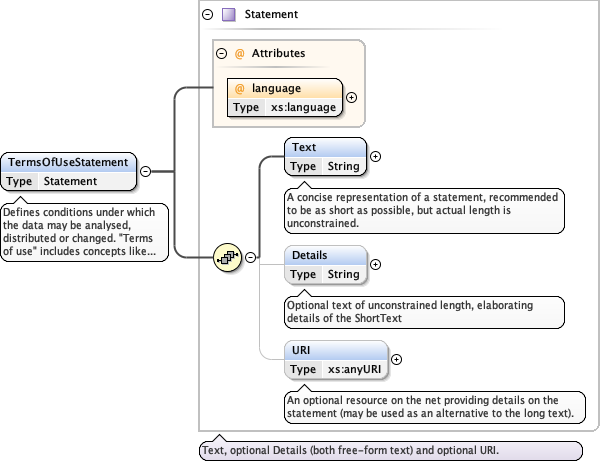 Statement
@ Attributes
@ language
Type xs:language
TermsOfUseStatement
Type Statement
Defines conditions under which
the data may be analysed,
distributed or changed. "Terms
of use" includes concepts like...
Text
Type String
A concise representation of a statement, recommended
to be as short as possible, but actual length is
unconstrained.
Details
Type String
Optional text of unconstrained length, elaborating
details of the ShortText
URI
Type xs:anyURI
An optional resource on the net providing details on the
statement (may be used as an alternative to the long text).
Text, optional Details (both free-form text) and optional URI.